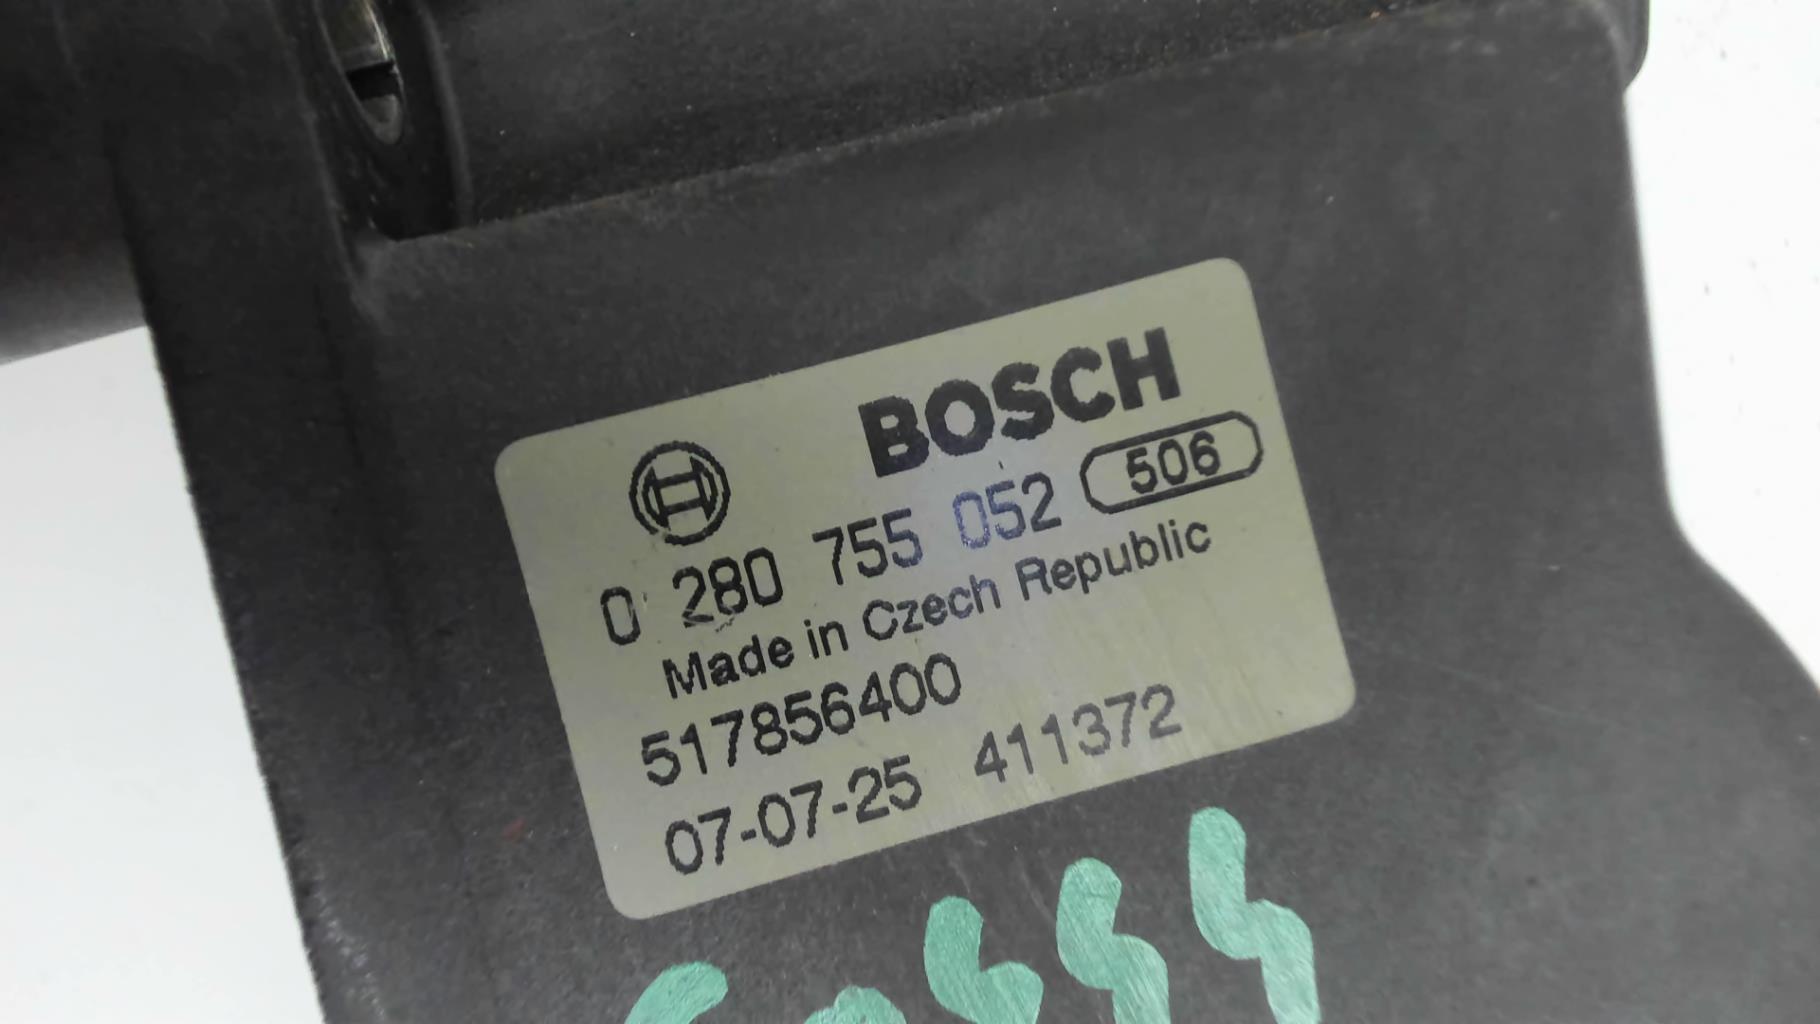 BOSCH
0 280 755 052 506
Made in Czech Republic
517856400
07-07-25 411372